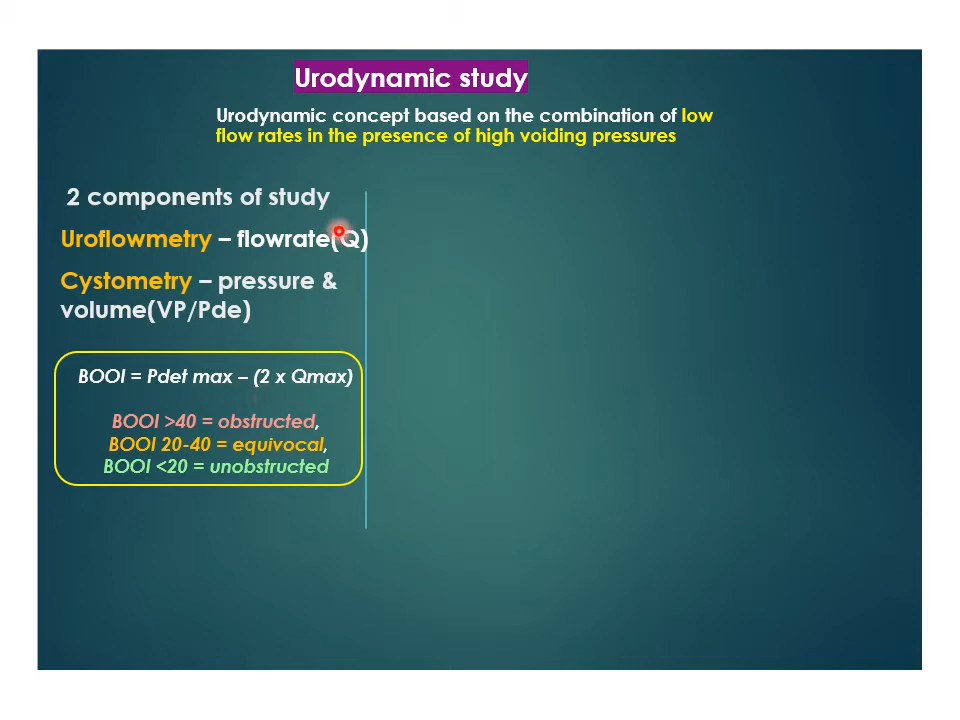 Urodynamic study
Urodynamic concept based on the combination of low
flow rates in the presence of high voiding pressures
2 components of study
Uroflowmetry – flowrate(Q)
Cystometry – pressure &
volume(VP/Pde)
BOOI = Pdet max – (2 x Qmax)
BOOI >40 = obstructed,
BOOI 20-40 = equivocal,
BOOI <20 = unobstructed